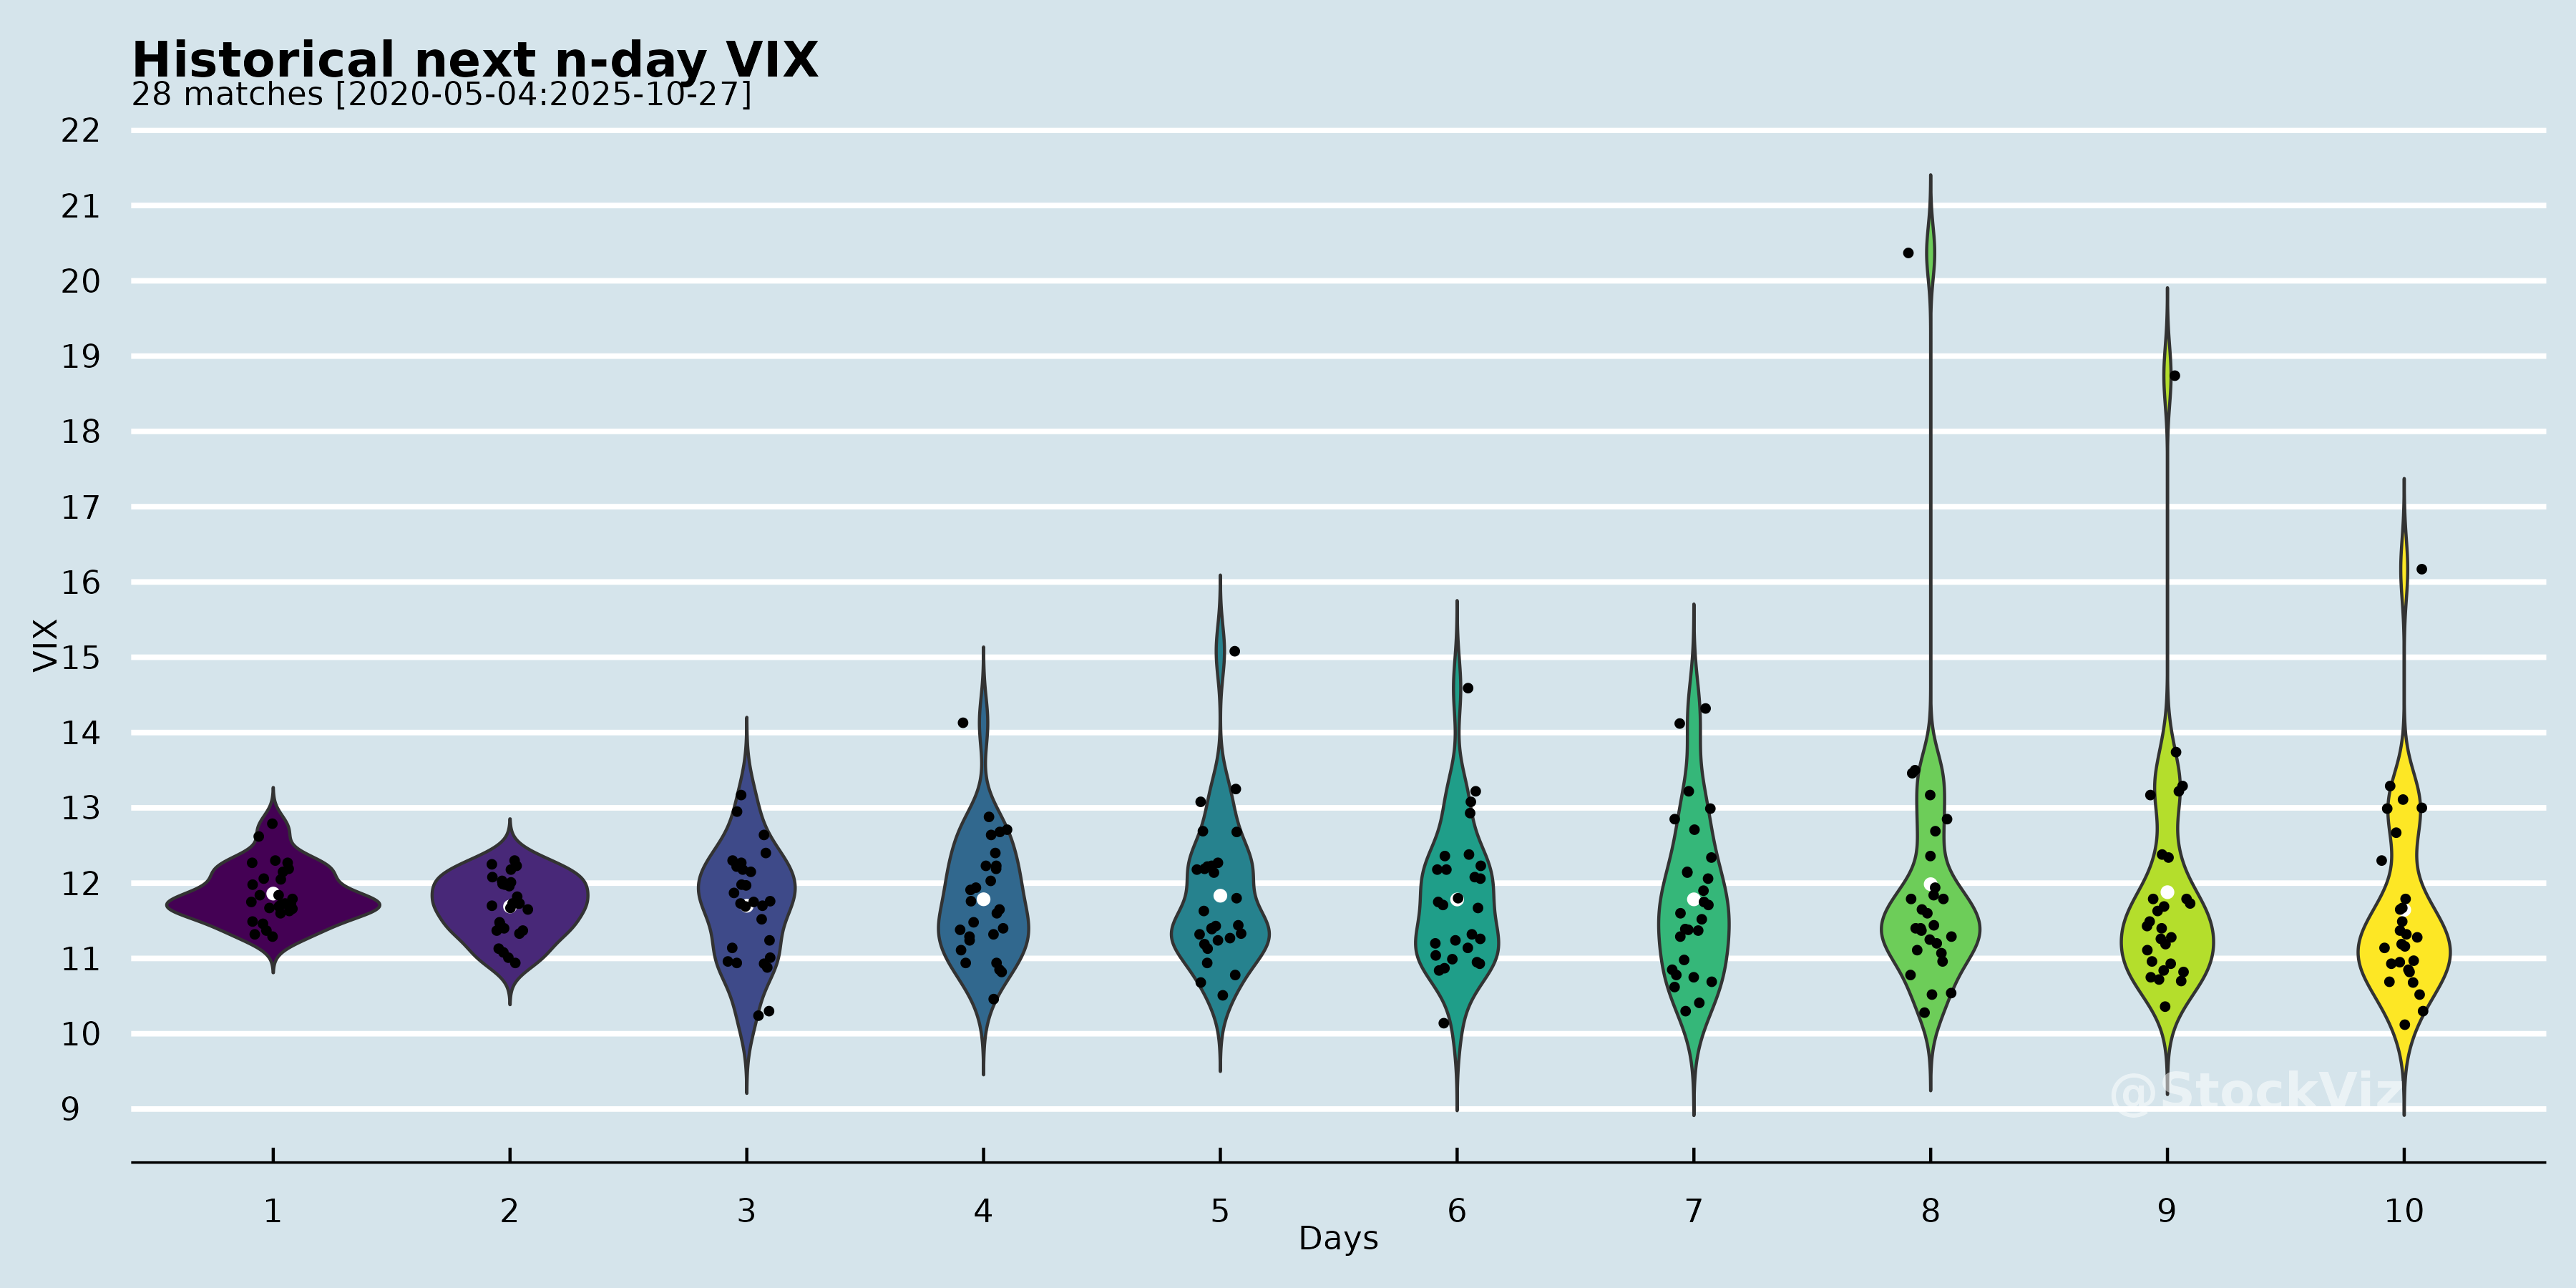 Historical next n-day VIX
28 matches [2020-05-04:2025-10-27]
22
21
20
19
18
17
16
15
14
13
12
11
10
9
VIX
@StockViz
1 2 3 4 5 6 7 8 9 10
Days